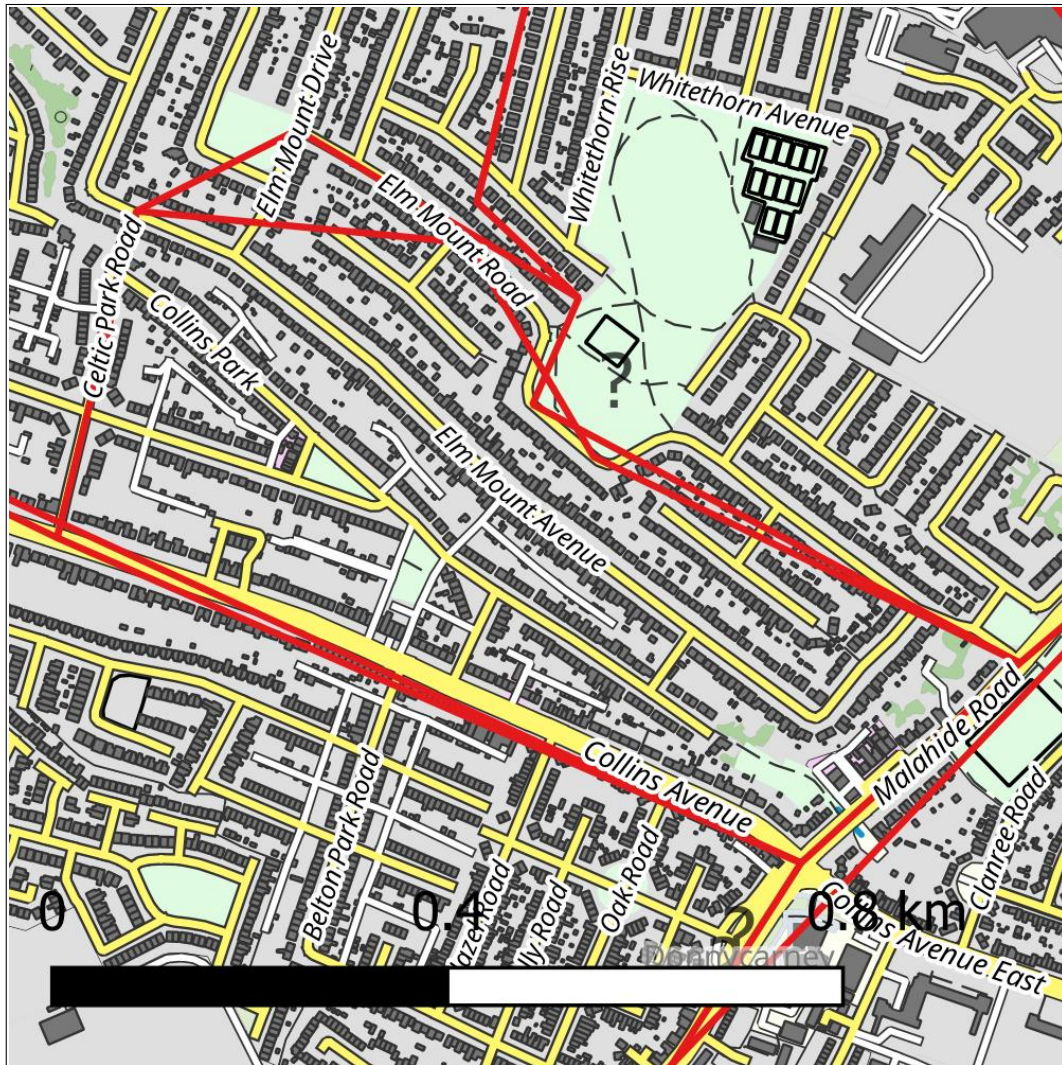 Elm Mount Drive
Whitethorn Rise
Whitethorn Avenue
Elm Mount Road
Celtic Park Road
Collins Park
?
Elm Mount Avenue
Malahide Road
Collins Avenue
Clanree Road
Belton Park Road
Oak Road
Collins Avenue East
?
Donnycarney
0
0.4
0.8 km